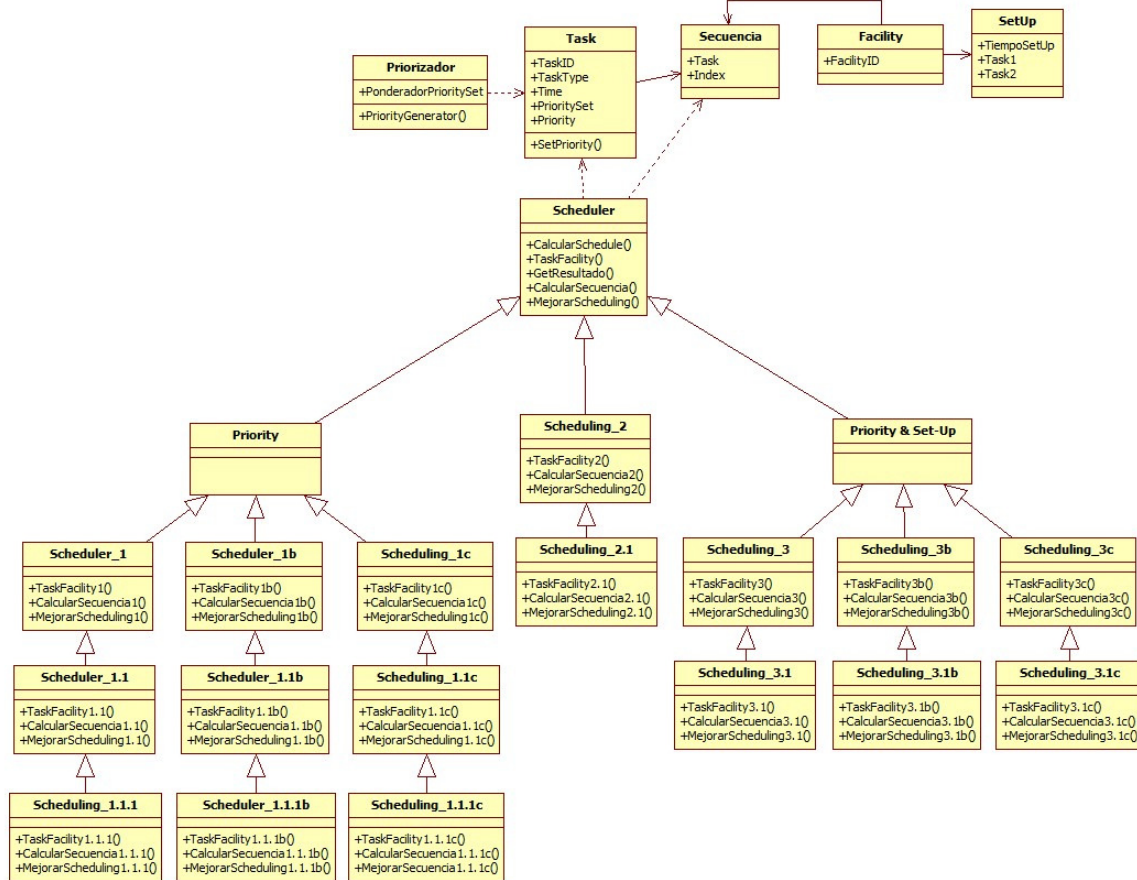 SetUp
+TiempoSetUp
+Task1
+Task2
Facility
+FacilityID
Secuencia
+Task
+Index
Task
+TaskID
+TaskType
+Time
+PrioritySet
+Priority
+SetPriority()
Priorizador
+PonderadorPrioritySet
+PriorityGenerator()
Scheduler
+CalcularSchedule()
+TaskFacility()
+GetResultado()
+CalcularSecuencia()
+MejorarScheduling()
Priority
Scheduling_2
+TaskFacility2()
+CalcularSecuencia2()
+MejorarScheduling2()
Priority & Set-Up
Scheduler_1
+TaskFacility1()
+CalcularSecuencia1()
+MejorarScheduling1()
Scheduler_1b
+TaskFacility1b()
+CalcularSecuencia1b()
+MejorarScheduling1b()
Scheduling_1c
+TaskFacility1c()
+CalcularSecuencia1c()
+MejorarScheduling1c()
Scheduling_2.1
+TaskFacility2.1()
+CalcularSecuencia2.1()
+MejorarScheduling2.1()
Scheduling_3
+TaskFacility3()
+CalcularSecuencia3()
+MejorarScheduling3()
Scheduling_3b
+TaskFacility3b()
+CalcularSecuencia3b()
+MejorarScheduling3b()
Scheduling_3c
+TaskFacility3c()
+CalcularSecuencia3c()
+MejorarScheduling3c()
Scheduler_1.1
+TaskFacility1.1()
+CalcularSecuencia1.1()
+MejorarScheduling1.1()
Scheduler_1.1b
+TaskFacility1.1b()
+CalcularSecuencia1.1b()
+MejorarScheduling1.1b()
Scheduling_1.1c
+TaskFacility1.1c()
+CalcularSecuencia1.1c()
+MejorarScheduling1.1c()
Scheduling_3.1
+TaskFacility3.1()
+CalcularSecuencia3.1()
+MejorarScheduling3.1()
Scheduling_3.1b
+TaskFacility3.1b()
+CalcularSecuencia3.1b()
+MejorarScheduling3.1b()
Scheduling_3.1c
+TaskFacility3.1c()
+CalcularSecuencia3.1c()
+MejorarScheduling3.1c()
Scheduling_1.1.1
+TaskFacility1.1.1()
+CalcularSecuencia1.1.1()
+MejorarScheduling1.1.1()
Scheduler_1.1.1b
+TaskFacility1.1.1b()
+CalcularSecuencia1.1.1b()
+MejorarScheduling1.1.1b()
Scheduling_1.1.1c
+TaskFacility1.1.1c()
+CalcularSecuencia1.1.1c()
+MejorarSecuencia1.1.1c()